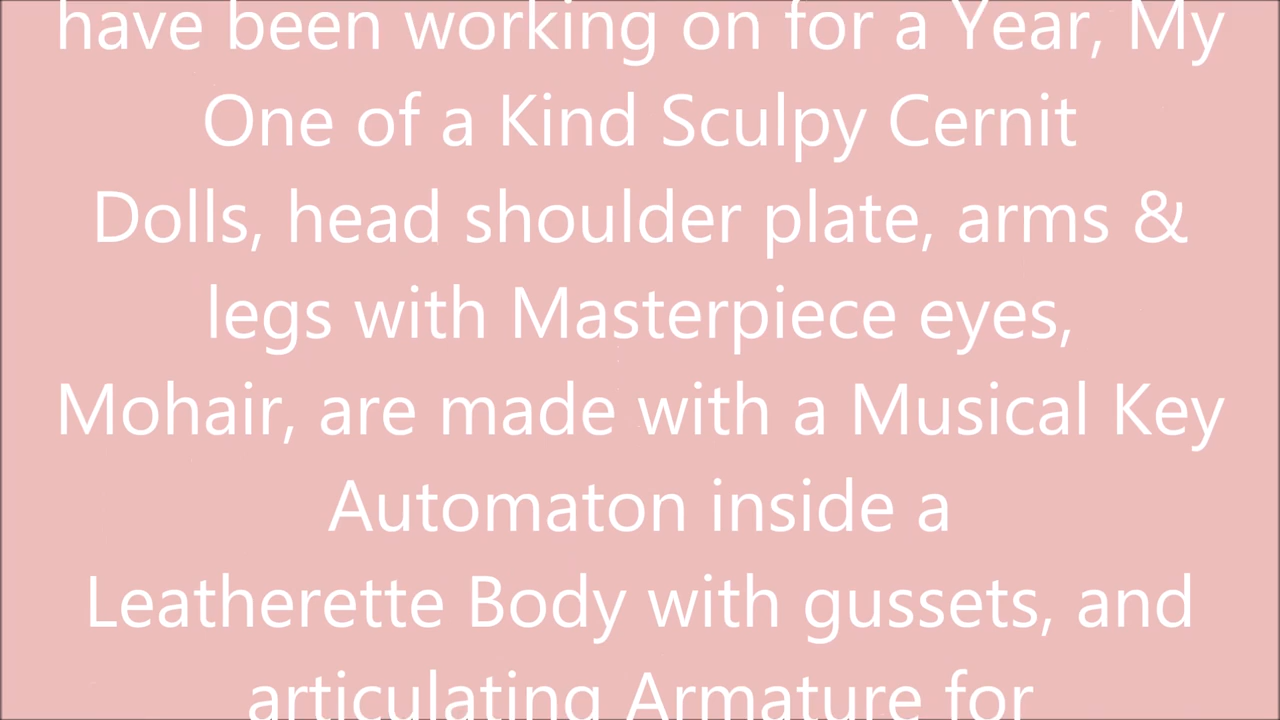 have been working on for a Year, My
One of a Kind Sculpy Cernit
Dolls, head shoulder plate, arms &
legs with Masterpiece eyes,
Mohair, are made with a Musical Key
Automaton inside a
Leatherette Body with gussets, and
articulating Armature for